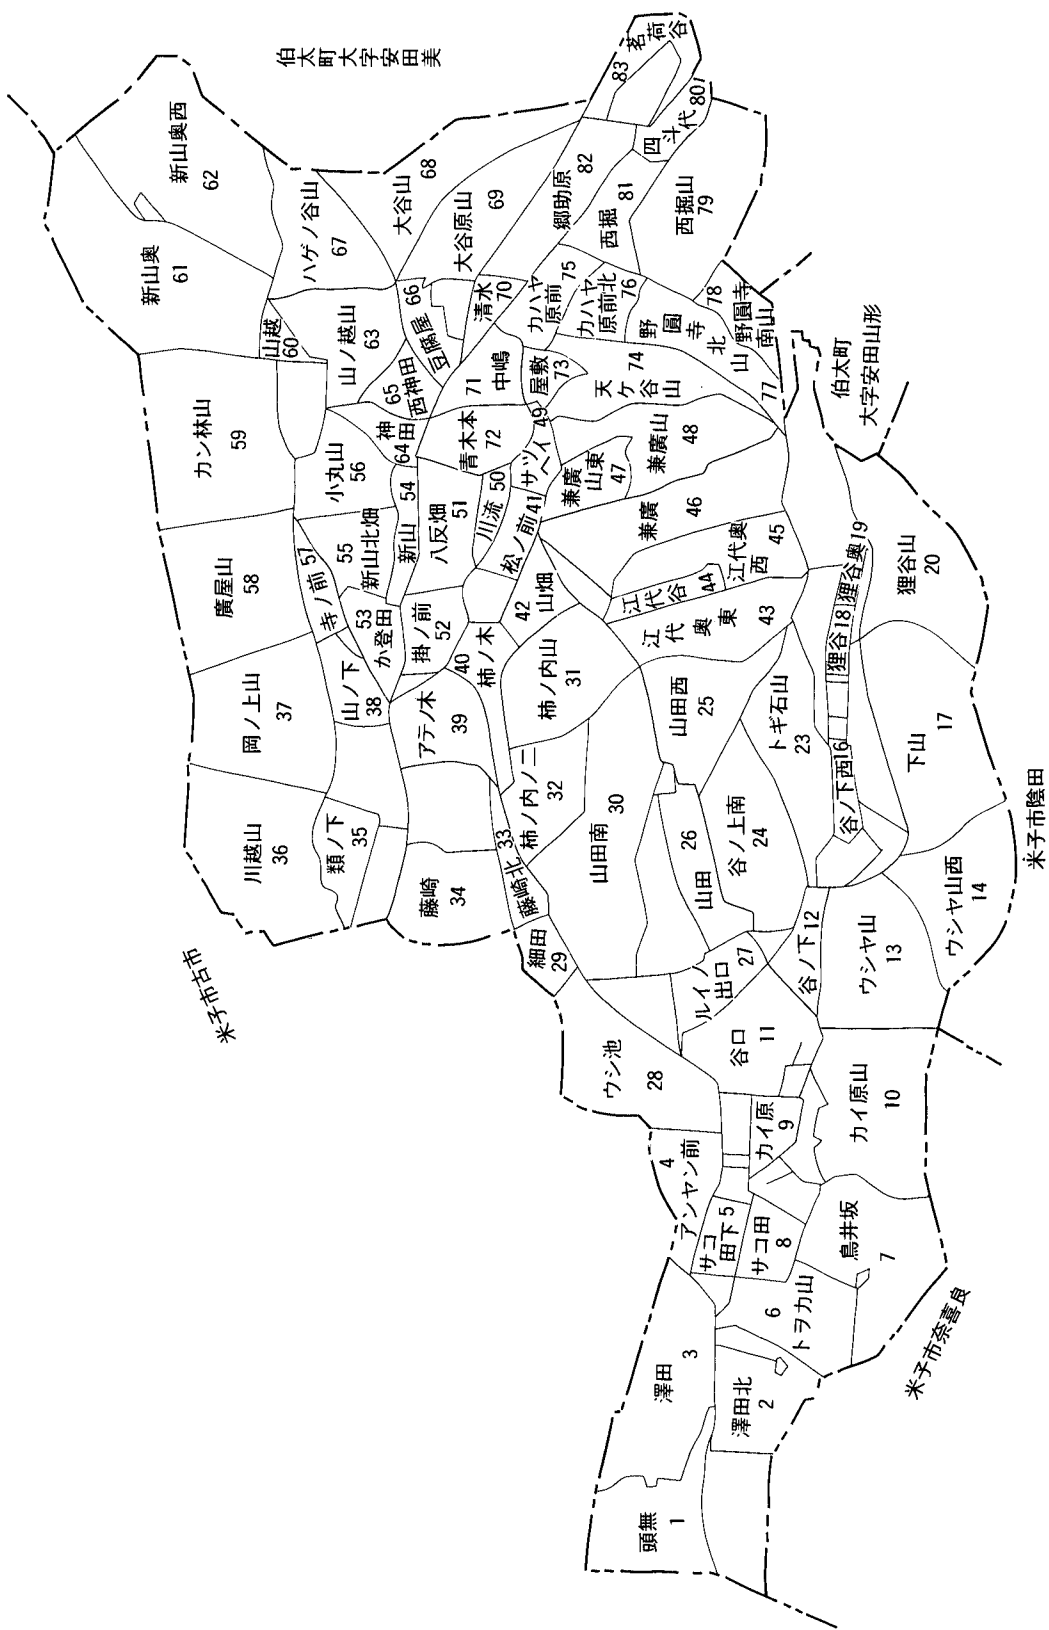 頭無 1
澤田北 2
澤田 3
アンヤン前 4
サコ田下 5
トヲカ山 6
鳥井坂 7
サコ田 8
カイ原 9
カイ原山 10
谷口 11
谷ノ下 12
ウシヤ山 13
ウシヤ山西 14
谷ノ下西 16
下山 17
狸谷 18
狸谷奥 19
狸谷山 20
トギ石山 23
谷ノ上南 24
山田西 25
山田 26
ルイノ出口 27
ウシ池 28
細田 29
山田南 30
柿ノ内山 31
柿ノ内ノ二 32
藤崎北 33
藤崎 34
類ノ下 35
川越山 36
岡ノ上山 37
山ノ下 38
アテノ木 39
柿ノ木 40
松ノ前 41
山畑 42
江代奥東 43
江代谷 44
江代奥西 45
兼廣 46
兼廣山東 47
兼廣山 48
サツヘイ 49
川流 50
八反畑 51
掛ノ前 52
か登田 53
新山 54
新山北畑 55
小丸山 56
寺ノ前 57
廣屋山 58
カン林山 59
山越 60
新山奥 61
新山奥西 62
山ノ越山 63
神田 64
西神田 65
豆腐屋 66
ハゲノ谷山 67
大谷山 68
大谷原山 69
清水 70
中嶋 71
青木本 72
屋敷 73
天ケ谷山 74
カハヤ原前 75
カハヤ原前北 76
野圓寺北山 77
野圓寺南山 78
西掘山 79
四斗代 80
西掘 81
郷助原 82
茗荷谷 83
伯太町大字安田美
伯太町
大字安田山形
米子市陰田
米子市奈喜良
米子市古市